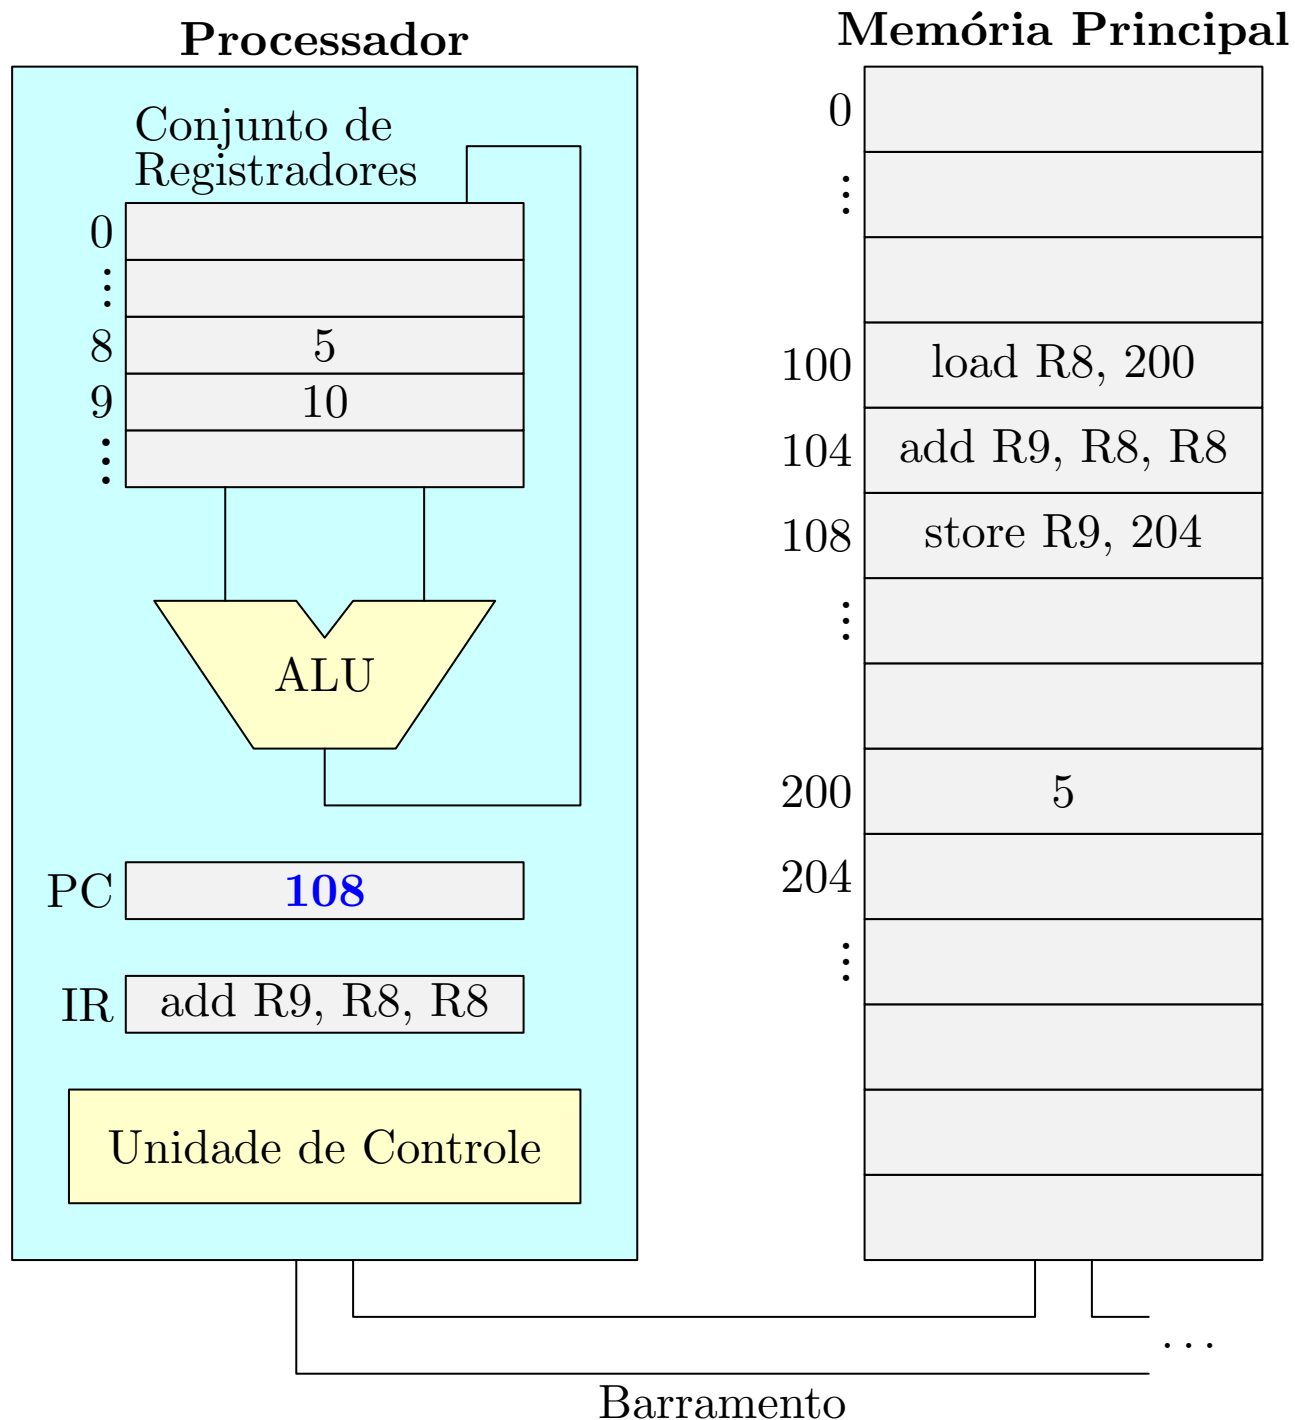 Processador
Conjunto de
Registradores
0
⋮
8 5
9 10
⋮
ALU
PC 108
IR add R9, R8, R8
Unidade de Controle
Memória Principal
0
⋮
100 load R8, 200
104 add R9, R8, R8
108 store R9, 204
⋮
200 5
204
⋮
...
Barramento